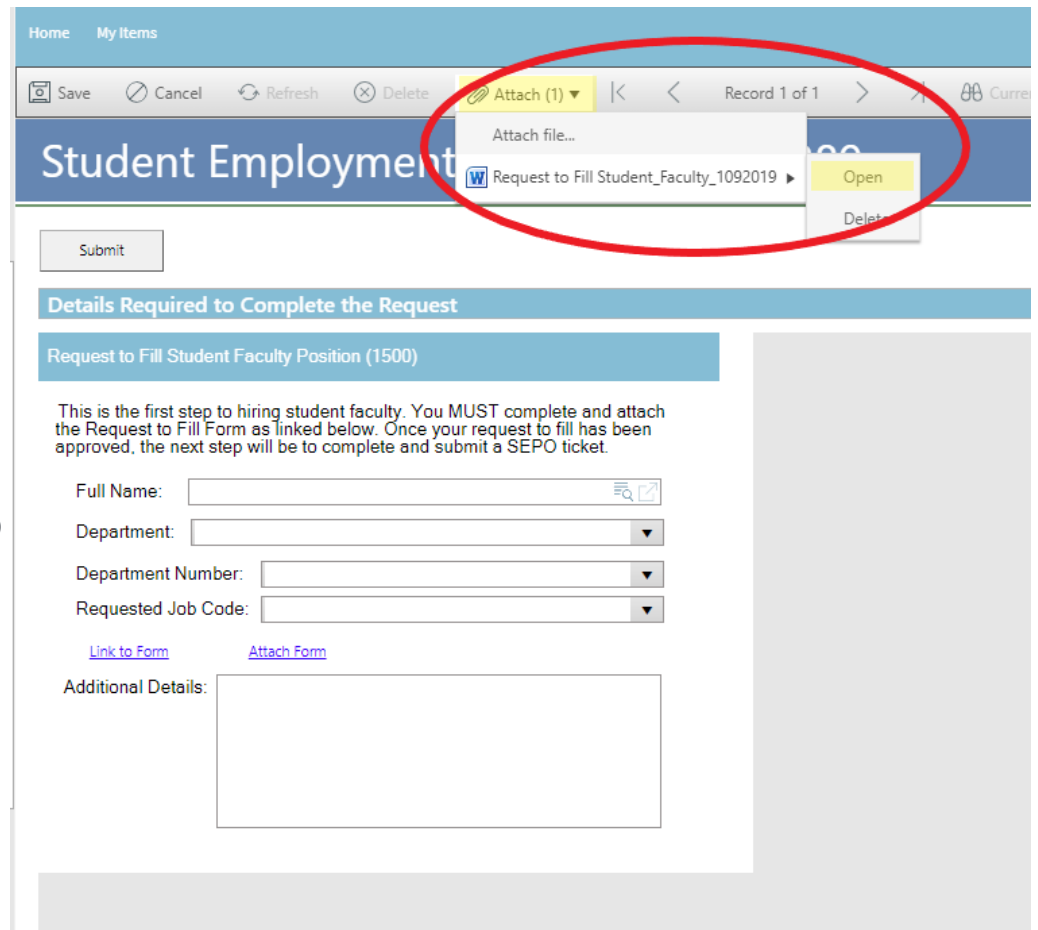 Home My Items
Save Cancel Refresh Delete Attach (1) ▼ Record 1 of 1
Attach file...
Student Employment
W Request to Fill Student_Faculty_1092019 ▶ Open
Delete
Submit
Details Required to Complete the Request
Request to Fill Student Faculty Position (1500)
This is the first step to hiring student faculty. You MUST complete and attach
the Request to Fill Form as linked below. Once your request to fill has been
approved, the next step will be to complete and submit a SEPO ticket.
Full Name:
Department:
Department Number:
Requested Job Code:
Link to Form Attach Form
Additional Details: